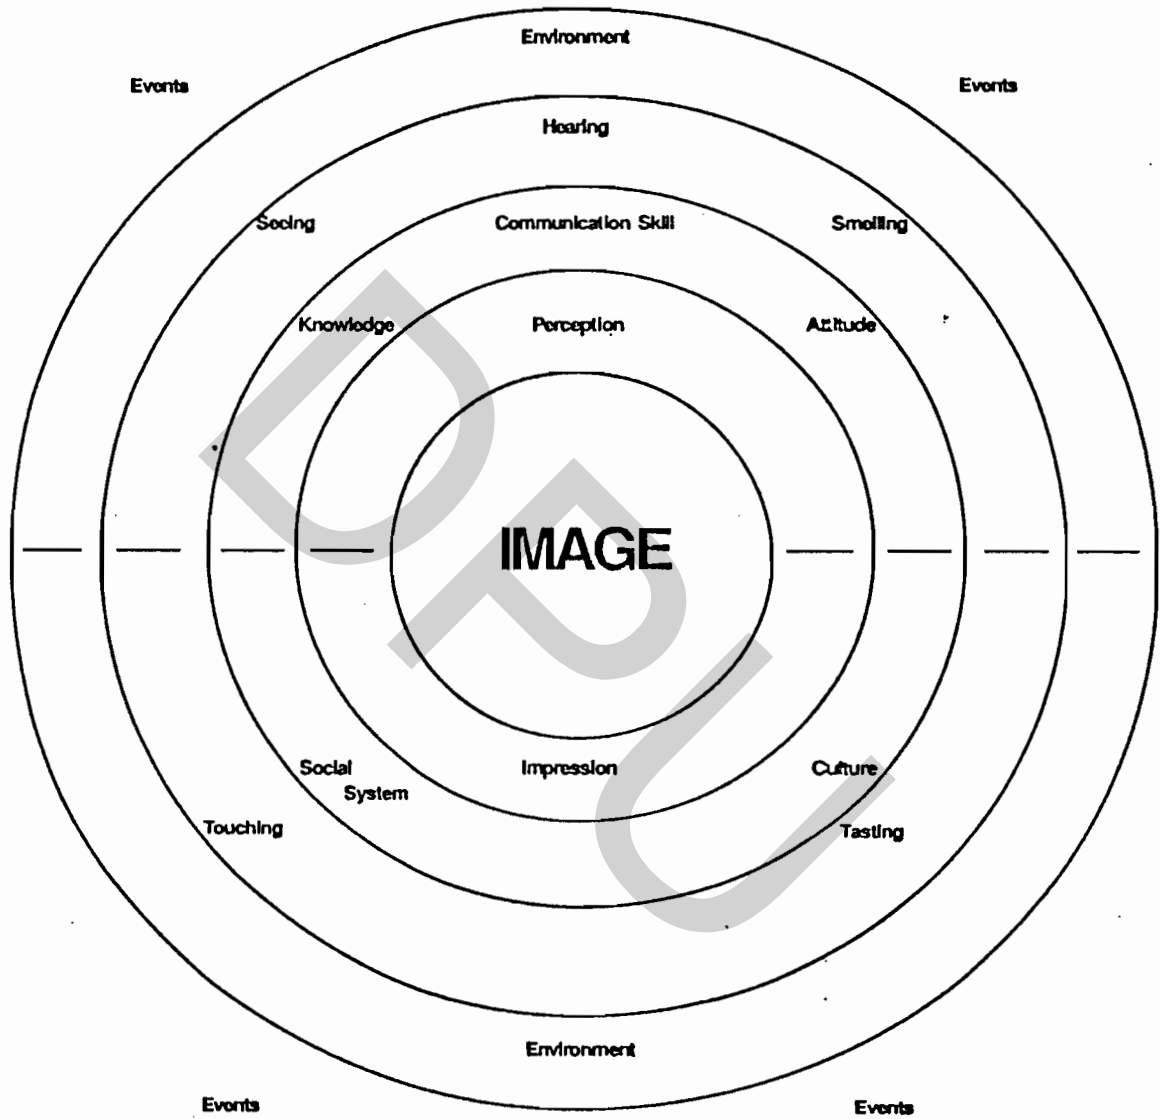 Environment
Events
Events
Hearing
Seeing
Communication Skill
Smelling
Knowledge
Perception
Attitude
IMAGE
Social
System
Impression
Culture
Touching
Tasting
Environment
Events
Events
DPU